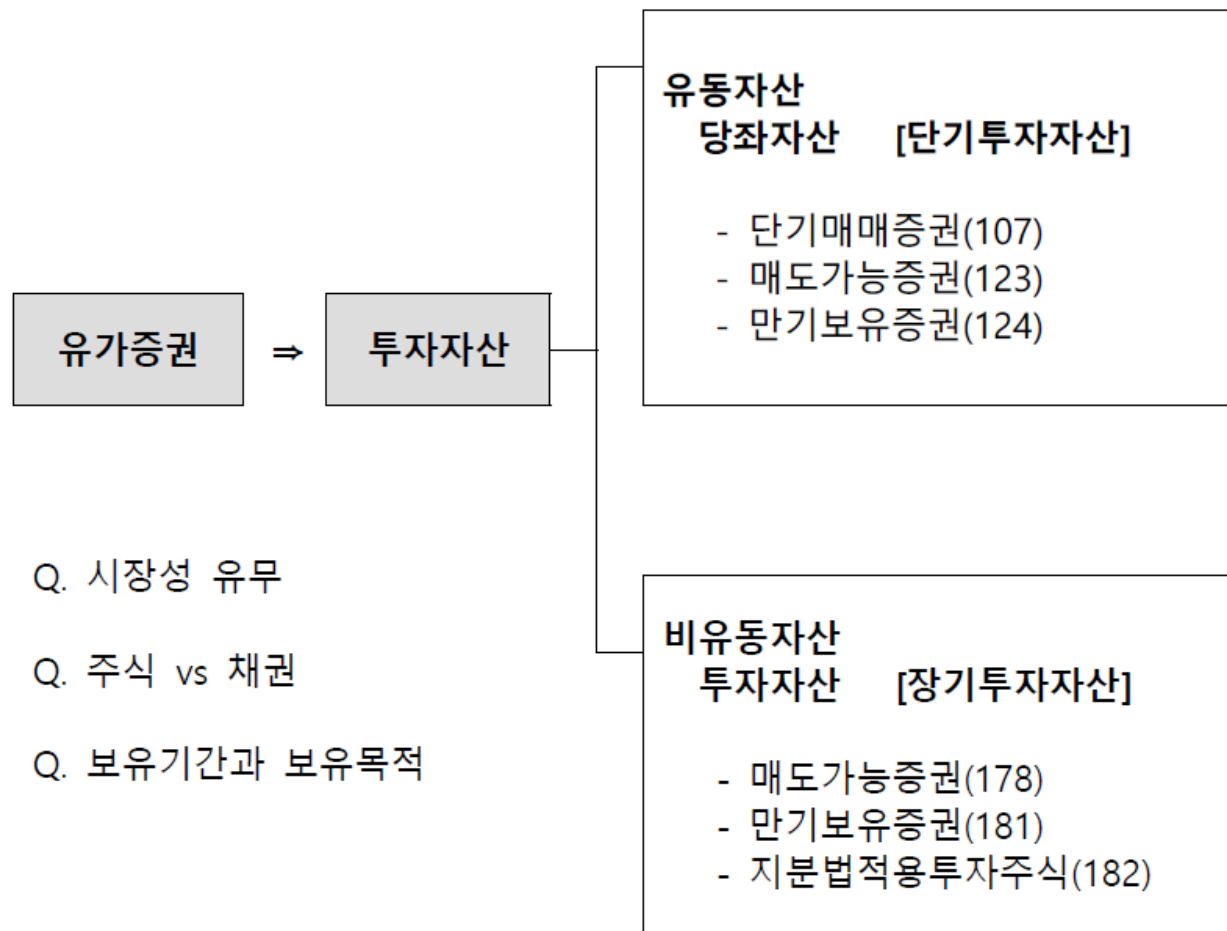 유동자산
당좌자산 [단기투자자산]
- 단기매매증권(107)
- 매도가능증권(123)
- 만기보유증권(124)
유가증권 ⇒ 투자자산
Q. 시장성 유무
Q. 주식 vs 채권
Q. 보유기간과 보유목적
비유동자산
투자자산 [장기투자자산]
- 매도가능증권(178)
- 만기보유증권(181)
- 지분법적용투자주식(182)